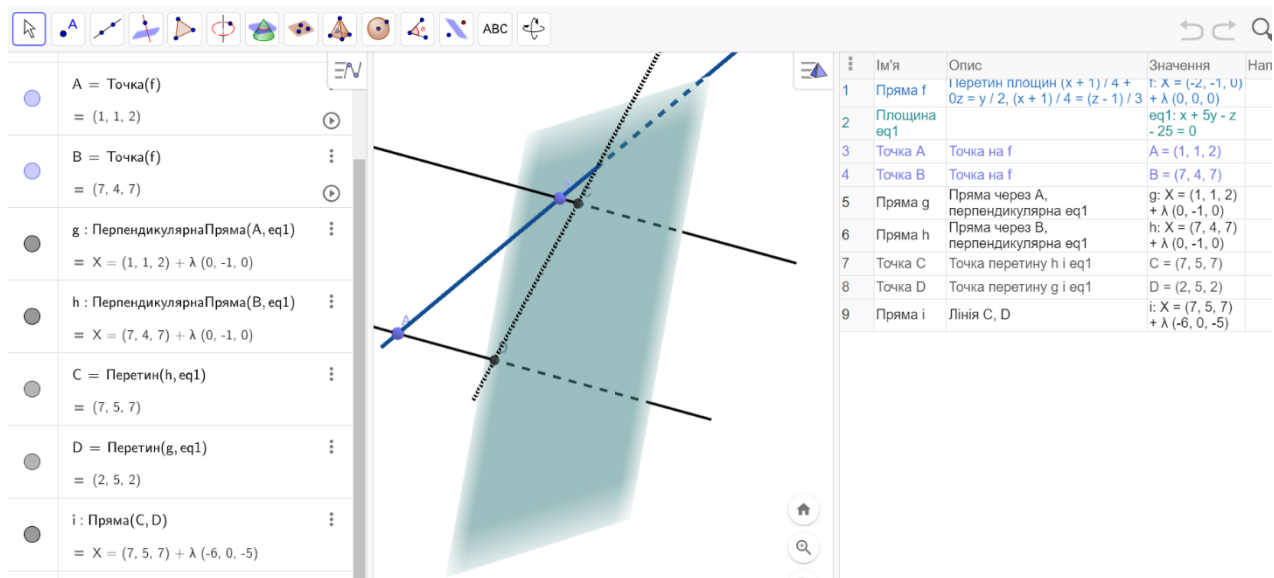 ABC
A = Точка(f)
= (1, 1, 2)
B = Точка(f)
= (7, 4, 7)
g : ПерпендикулярнаПряма(A, eq1)
= X = (1, 1, 2) + λ (0, -1, 0)
h : ПерпендикулярнаПряма(B, eq1)
= X = (7, 4, 7) + λ (0, -1, 0)
C = Перетин(h, eq1)
= (7, 5, 7)
D = Перетин(g, eq1)
= (2, 5, 2)
i : Пряма(C, D)
= X = (7, 5, 7) + λ (-6, 0, -5)
A
D
Ім'я Опис Значення Нап
1 Пряма f Перетин площин (x + 1) / 4 + 0z = y / 2, (x + 1) / 4 = (z - 1) / 3 f: X = (-2, -1, 0) + λ (0, 0, 0)
2 Площина eq1 eq1: x + 5y - z - 25 = 0
3 Точка A Точка на f A = (1, 1, 2)
4 Точка B Точка на f B = (7, 4, 7)
5 Пряма g Пряма через A, перпендикулярна eq1 g: X = (1, 1, 2) + λ (0, -1, 0)
6 Пряма h Пряма через B, перпендикулярна eq1 h: X = (7, 4, 7) + λ (0, -1, 0)
7 Точка C Точка перетину h і eq1 C = (7, 5, 7)
8 Точка D Точка перетину g і eq1 D = (2, 5, 2)
9 Пряма i Лінія C, D i: X = (7, 5, 7) + λ (-6, 0, -5)